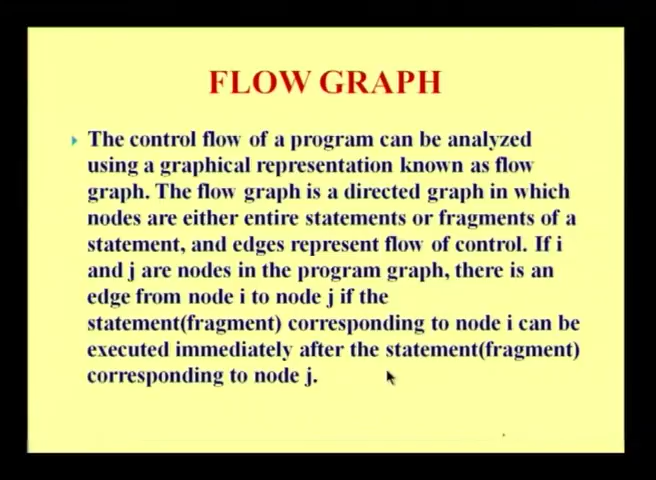 FLOW GRAPH
The control flow of a program can be analyzed
using a graphical representation known as flow
graph. The flow graph is a directed graph in which
nodes are either entire statements or fragments of a
statement, and edges represent flow of control. If i
and j are nodes in the program graph, there is an
edge from node i to node j if the
statement(fragment) corresponding to node i can be
executed immediately after the statement(fragment)
corresponding to node j.